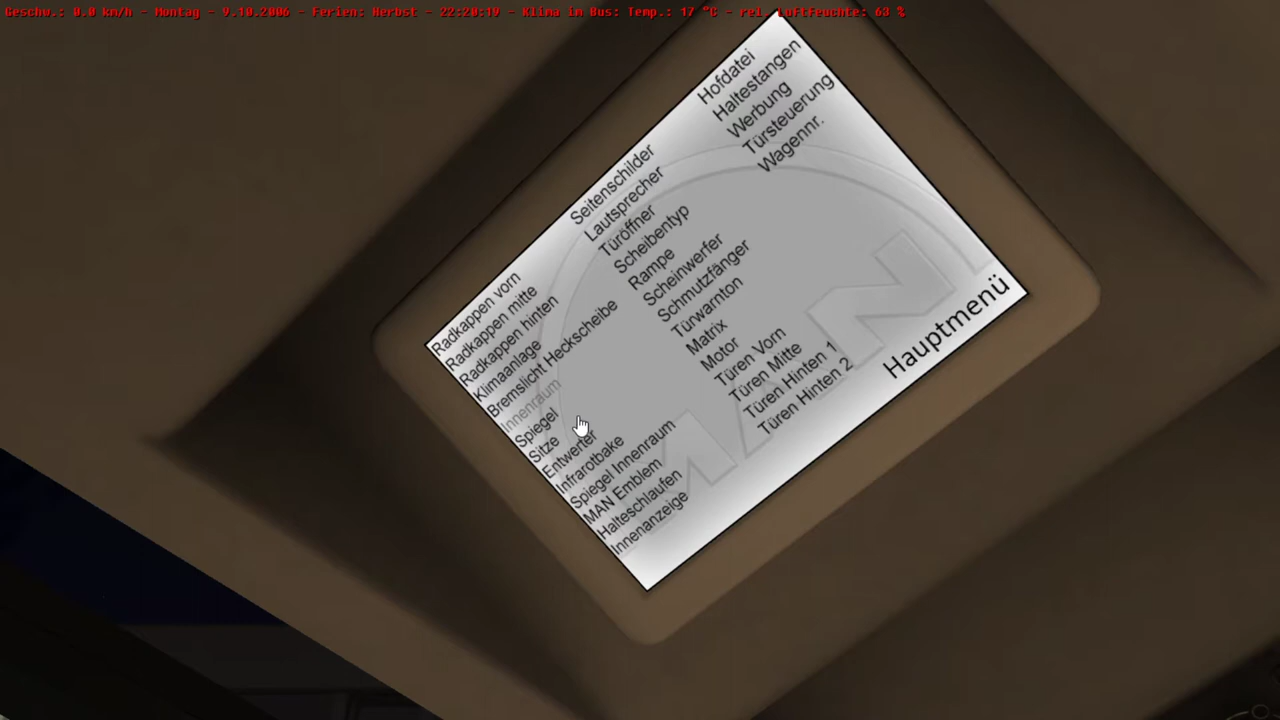 Geschw.: 0.0 km/h - Montag - 9.10.2006 - Ferien: Herbst - 22:20:19 - Klima im Bus: Temp.: 17 °C - rel. Luftfeuchte: 63 %
Radkappen vorn
Radkappen mitte
Radkappen hinten
Klimaanlage
Bremslicht Heckscheibe
Innenraum
Spiegel
Sitze
Entwerter
Infrarotbake
Spiegel Innenraum
MAN Emblem
Halteschlaufen
Innenanzeige
Seitenschilder
Lautsprecher
Türöffner
Scheibentyp
Rampe
Scheinwerfer
Schmutzfänger
Türwarnton
Matrix
Motor
Türen Vorn
Türen Mitte
Türen Hinten 1
Türen Hinten 2
Hofdatei
Haltestangen
Werbung
Türsteuerung
Wagennr.
Hauptmenü
MAN